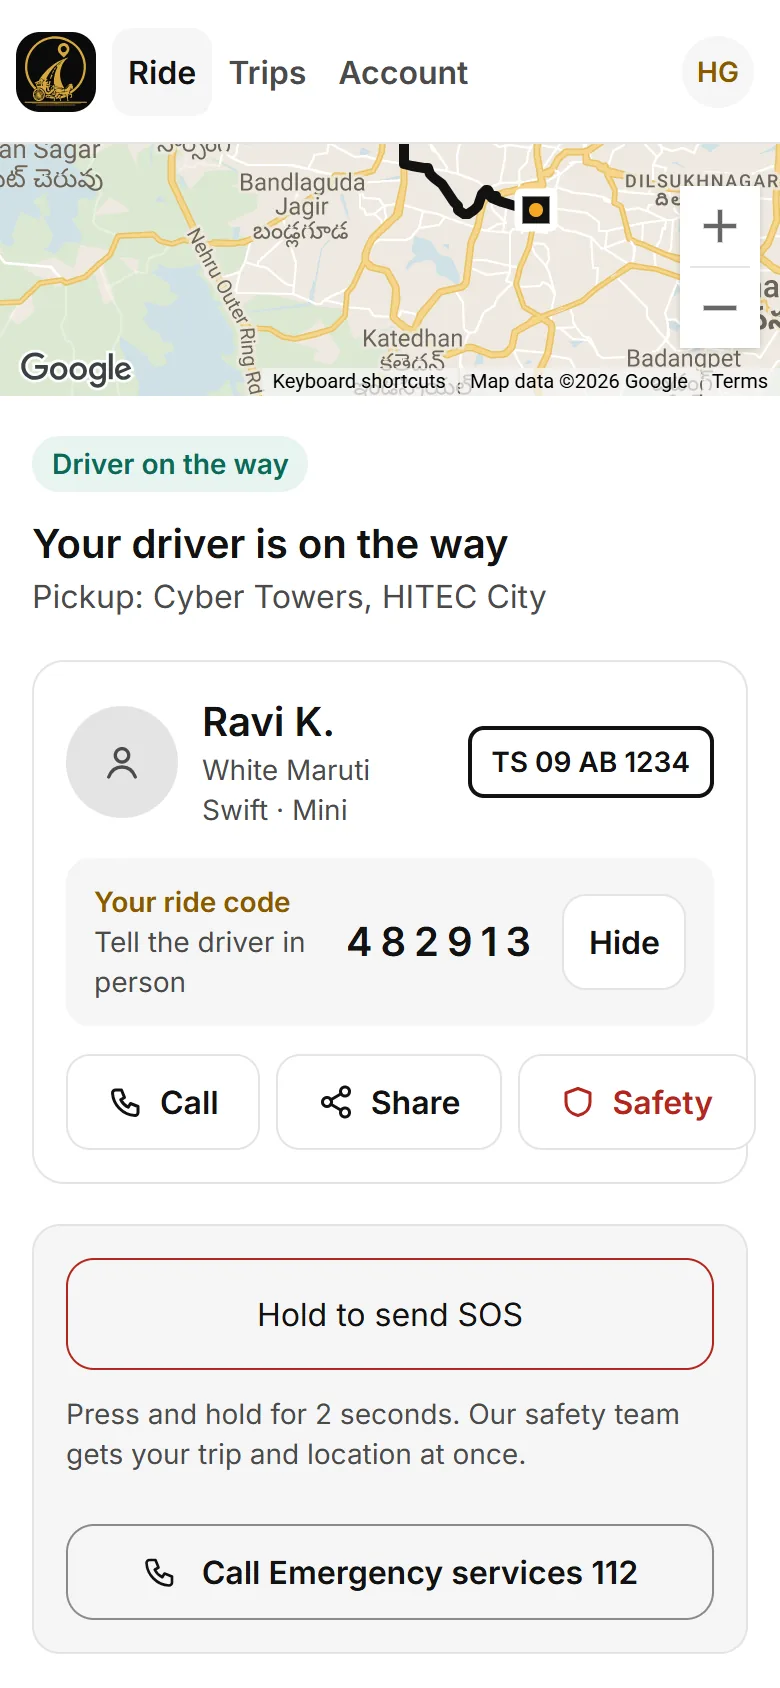 Ride
Trips
Account
HG
an Sagar
Bandlaguda
Jagir
బండ్లగూడ
DILSUKHNAGAR
Nehru Outer Ring Rd
Katedhan
కాటెదాన్
Badangpet
Google
Keyboard shortcuts
Map data ©2026 Google
Terms
Driver on the way
Your driver is on the way
Pickup: Cyber Towers, HITEC City
Ravi K.
White Maruti
Swift · Mini
TS 09 AB 1234
Your ride code
Tell the driver in
person
482913
Hide
Call
Share
Safety
Hold to send SOS
Press and hold for 2 seconds. Our safety team
gets your trip and location at once.
Call Emergency services 112